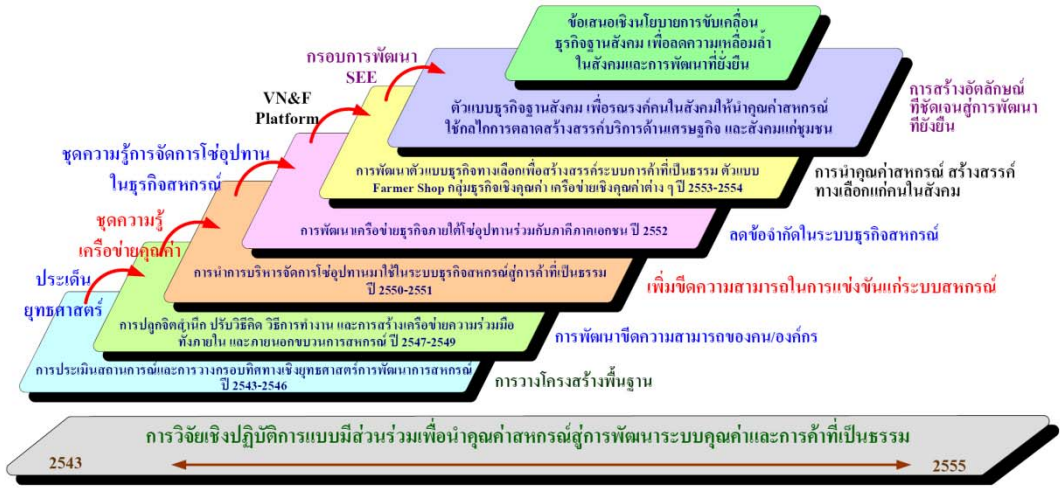 ข้อเสนอเชิงนโยบายการขับเคลื่อน
ธุรกิจฐานสังคม เพื่อลดความเหลื่อมล้ำ
ในสังคมและการพัฒนาที่ยั่งยืน
กรอบการพัฒนา
SEE
ตัวแบบธุรกิจฐานสังคม เพื่อรณรงค์คนในสังคมให้นำคุณค่าสหกรณ์
ใช้กลไกการตลาดสร้างสรรค์บริการด้านเศรษฐกิจ และสังคมแก่ชุมชน
การสร้างอัตลักษณ์
ที่ชัดเจนสู่การพัฒนา
ที่ยั่งยืน
VN&F
Platform
การพัฒนาตัวแบบธุรกิจทางเลือกเพื่อสร้างสรรค์ระบบการค้าที่เป็นธรรม ตัวแบบ
Farmer Shop กลุ่มธุรกิจเชิงคุณค่า เครือข่ายเชิงคุณค่าต่าง ๆ ปี 2553-2554
การนำคุณค่าสหกรณ์ สร้างสรรค์
ทางเลือกแก่คนในสังคม
ชุดความรู้การจัดการโซ่อุปทาน
ในธุรกิจสหกรณ์
การพัฒนาเครือข่ายธุรกิจภายใต้โซ่อุปทานร่วมกับภาคีภาคเอกชน ปี 2552
ลดข้อจำกัดในระบบธุรกิจสหกรณ์
ชุดความรู้
เครือข่ายคุณค่า
การนำการบริหารจัดการโซ่อุปทานมาใช้ในระบบธุรกิจสหกรณ์สู่การค้าที่เป็นธรรม
ปี 2550-2551
เพิ่มขีดความสามารถในการแข่งขันแก่ระบบสหกรณ์
ประเด็น
ยุทธศาสตร์
การปลูกจิตสำนึก ปรับวิธีคิด วิธีการทำงาน และการสร้างเครือข่ายความร่วมมือ
ทั้งภายใน และภายนอกขบวนการสหกรณ์ ปี 2547-2549
การพัฒนาขีดความสามารถของคน/องค์กร
การประเมินสถานการณ์และการวางกรอบทิศทางเชิงยุทธศาสตร์การพัฒนาการสหกรณ์
ปี 2543-2546
การวางโครงสร้างพื้นฐาน
การวิจัยเชิงปฏิบัติการแบบมีส่วนร่วมเพื่อนำคุณค่าสหกรณ์สู่การพัฒนาระบบคุณค่าและการค้าที่เป็นธรรม
2543
2555